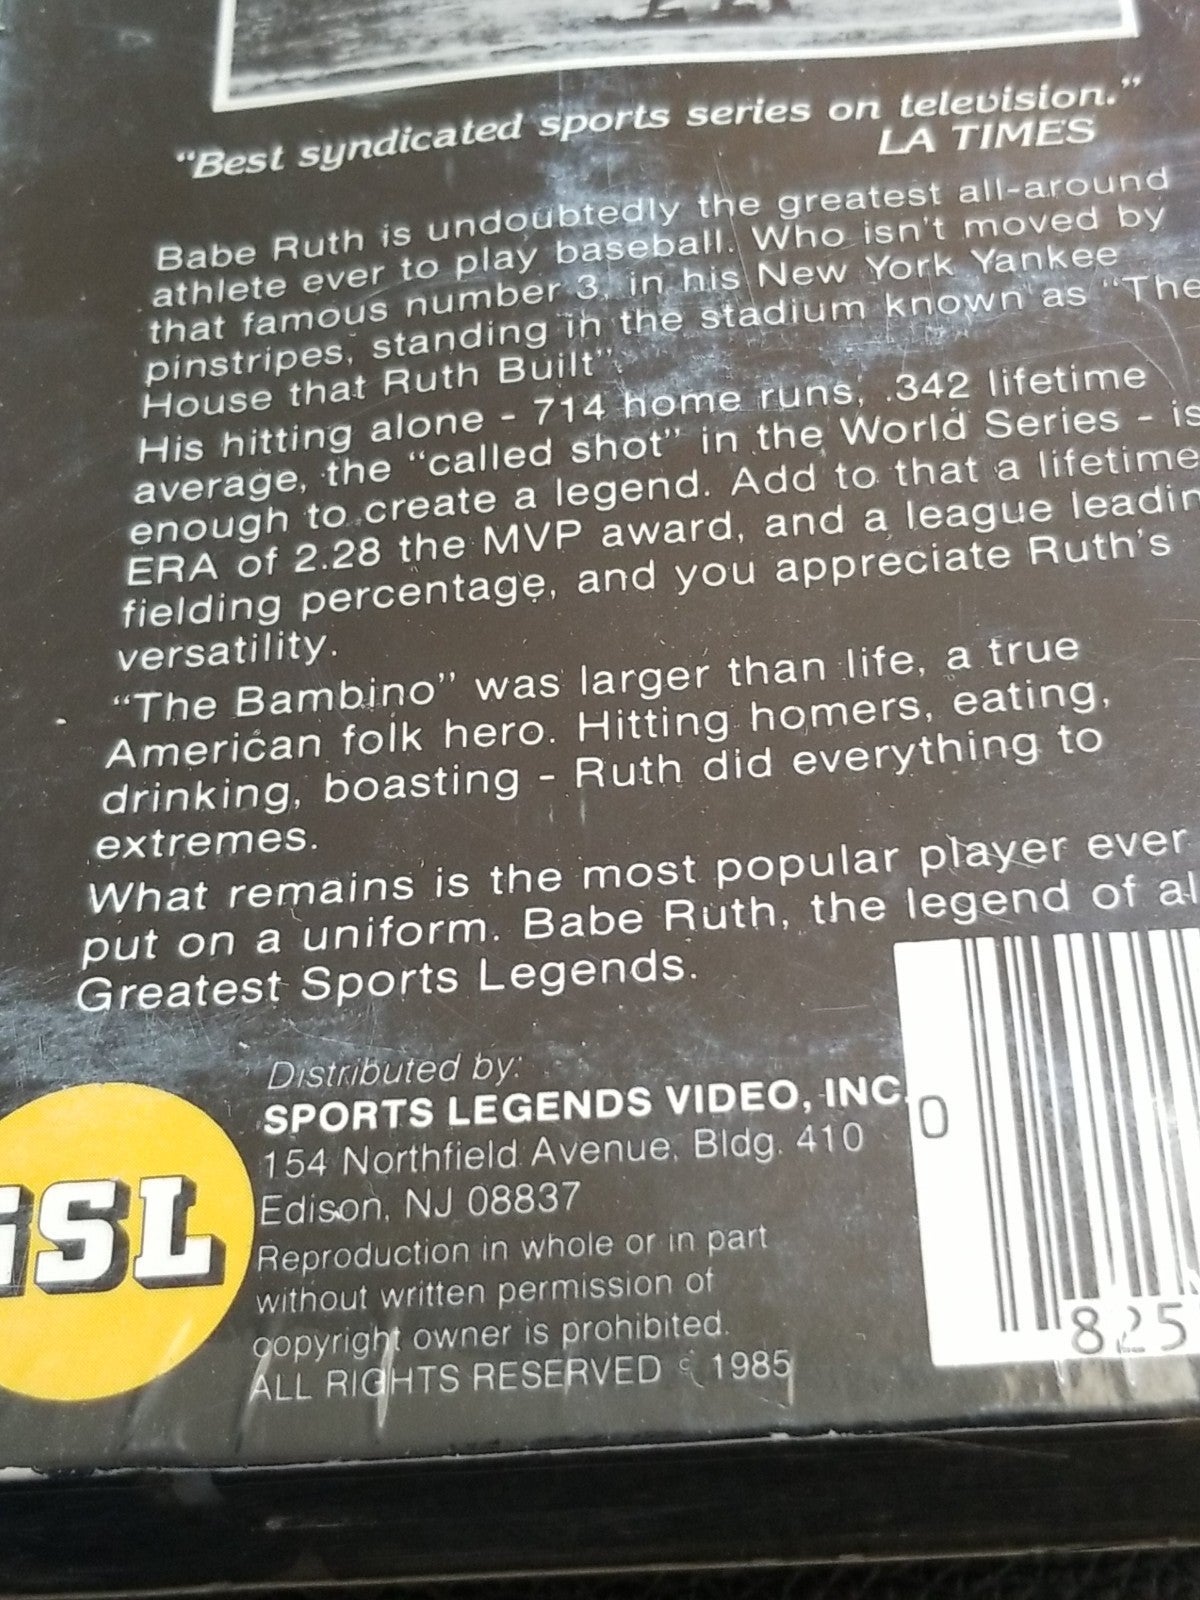 "Best syndicated sports series on television."
LA TIMES
Babe Ruth is undoubtedly the greatest all-around
athlete ever to play baseball. Who isn't moved by
that famous number 3, in his New York Yankee
pinstripes, standing in the stadium known as "The
House that Ruth Built"
His hitting alone - 714 home runs, .342 lifetime
average, the "called shot" in the World Series - is
enough to create a legend. Add to that a lifetime
ERA of 2.28 the MVP award, and a league leadin
fielding percentage, and you appreciate Ruth's
versatility.
"The Bambino" was larger than life, a true
American folk hero. Hitting homers, eating,
drinking, boasting - Ruth did everything to
extremes.
What remains is the most popular player ever
put on a uniform. Babe Ruth, the legend of al
Greatest Sports Legends.
Distributed by:
SPORTS LEGENDS VIDEO, INC.
154 Northfield Avenue, Bldg. 410
Edison, NJ 08837
Reproduction in whole or in part
without written permission of
copyright owner is prohibited.
ALL RIGHTS RESERVED © 1985
GSL
0
825